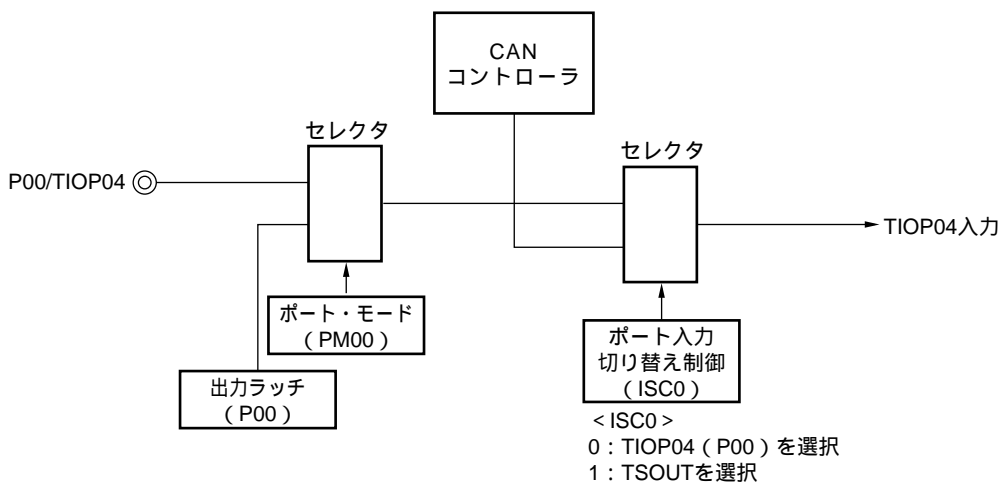 CAN
コントローラ
セレクタ
セレクタ
P00/TIOP04
TIOP04入力
ポート・モード
（PM00）
ポート入力
切り替え制御
（ISC0）
出力ラッチ
（P00）
＜ISC0＞
0：TIOP04（P00）を選択
1：TSOUTを選択